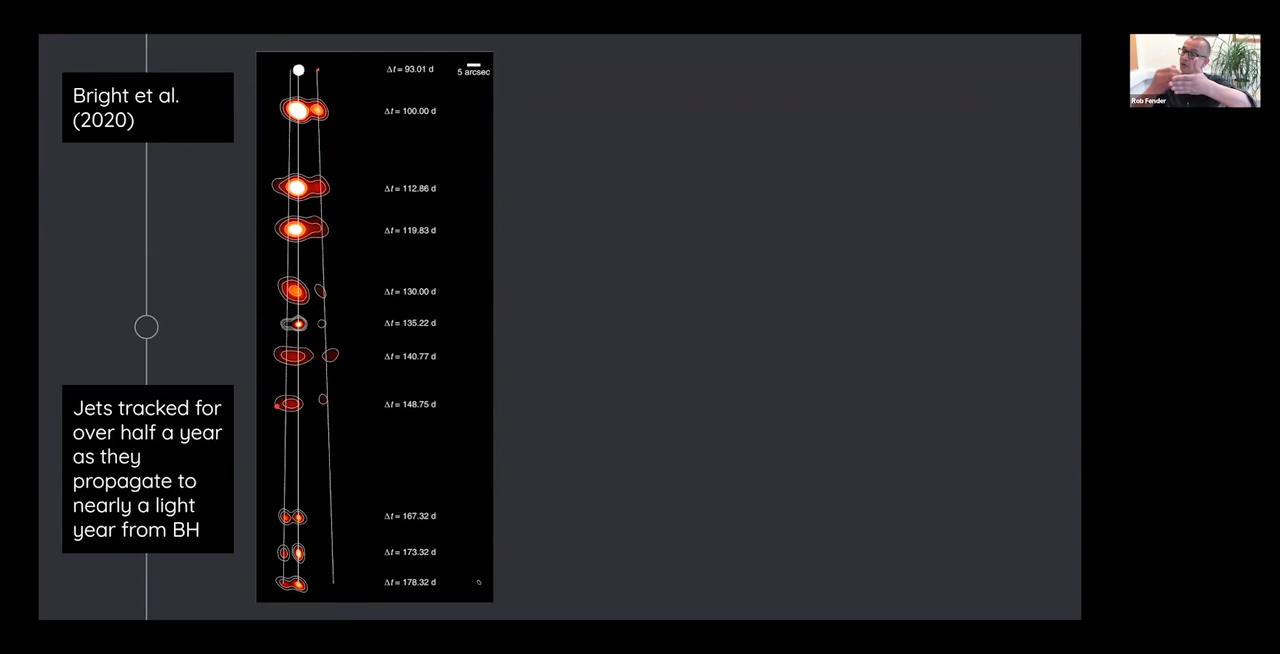 Bright et al.
(2020)
Jets tracked for
over half a year
as they
propagate to
nearly a light
year from BH
Δt = 93.01 d
5 arcsec
Δt = 100.00 d
Δt = 112.86 d
Δt = 119.83 d
Δt = 130.00 d
Δt = 135.22 d
Δt = 140.77 d
Δt = 148.75 d
Δt = 167.32 d
Δt = 173.32 d
Δt = 178.32 d
Rob Fender